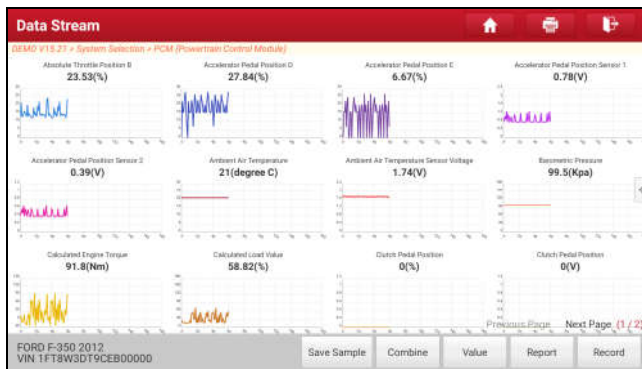 Data Stream
DEMO V15.21 > System Selection > PCM (Powertrain Control Module)
Absolute Throttle Position B
23.53(%)
Accelerator Pedal Position D
27.84(%)
Accelerator Pedal Position E
6.67(%)
Accelerator Pedal Position Sensor 1
0.78(V)
Accelerator Pedal Position Sensor 2
0.39(V)
Ambient Air Temperature
21(degree C)
Ambient Air Temperature Sensor Voltage
1.74(V)
Barometric Pressure
99.5(Kpa)
Calculated Engine Torque
91.8(Nm)
Calculated Load Value
58.82(%)
Clutch Pedal Position
0(%)
Clutch Pedal Position
0(V)
Previous Page Next Page (1 / 2)
FORD F-350 2012
VIN 1FT8W3DT9CEB00000
Save Sample
Combine
Value
Report
Record